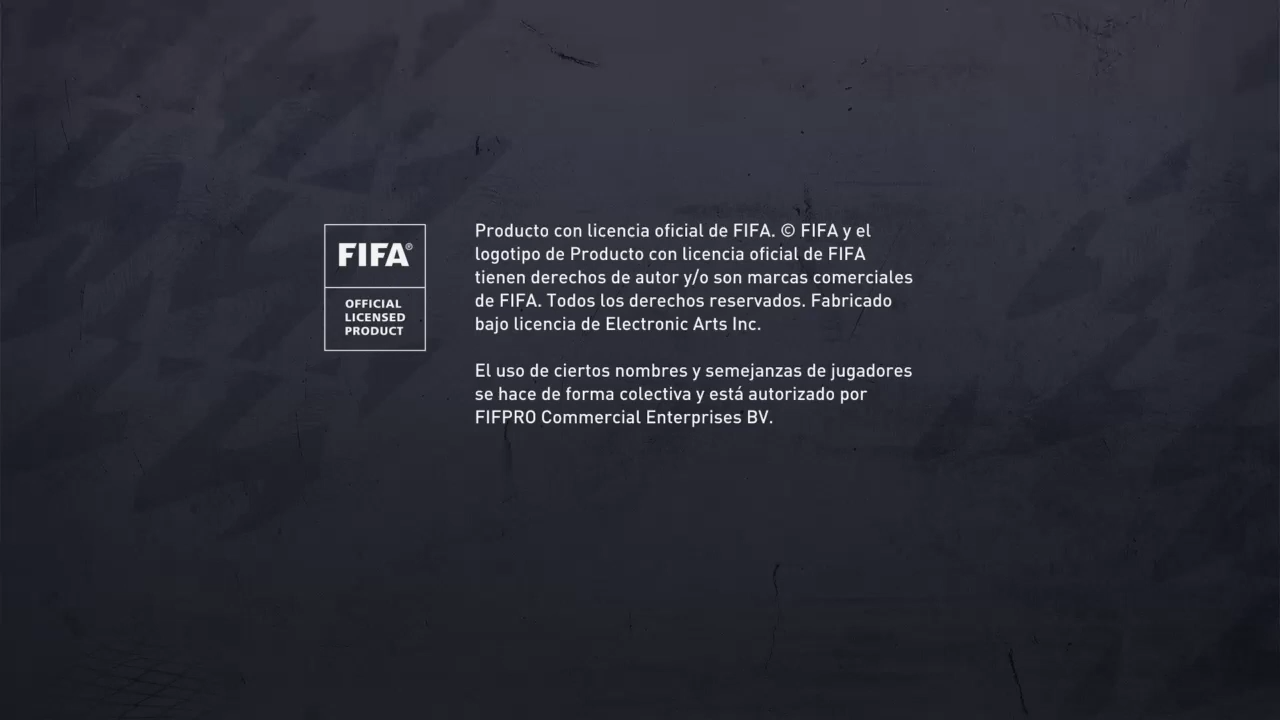 FIFA®
OFFICIAL
LICENSED
PRODUCT
Producto con licencia oficial de FIFA. © FIFA y el
logotipo de Producto con licencia oficial de FIFA
tienen derechos de autor y/o son marcas comerciales
de FIFA. Todos los derechos reservados. Fabricado
bajo licencia de Electronic Arts Inc.
El uso de ciertos nombres y semejanzas de jugadores
se hace de forma colectiva y está autorizado por
FIFPRO Commercial Enterprises BV.